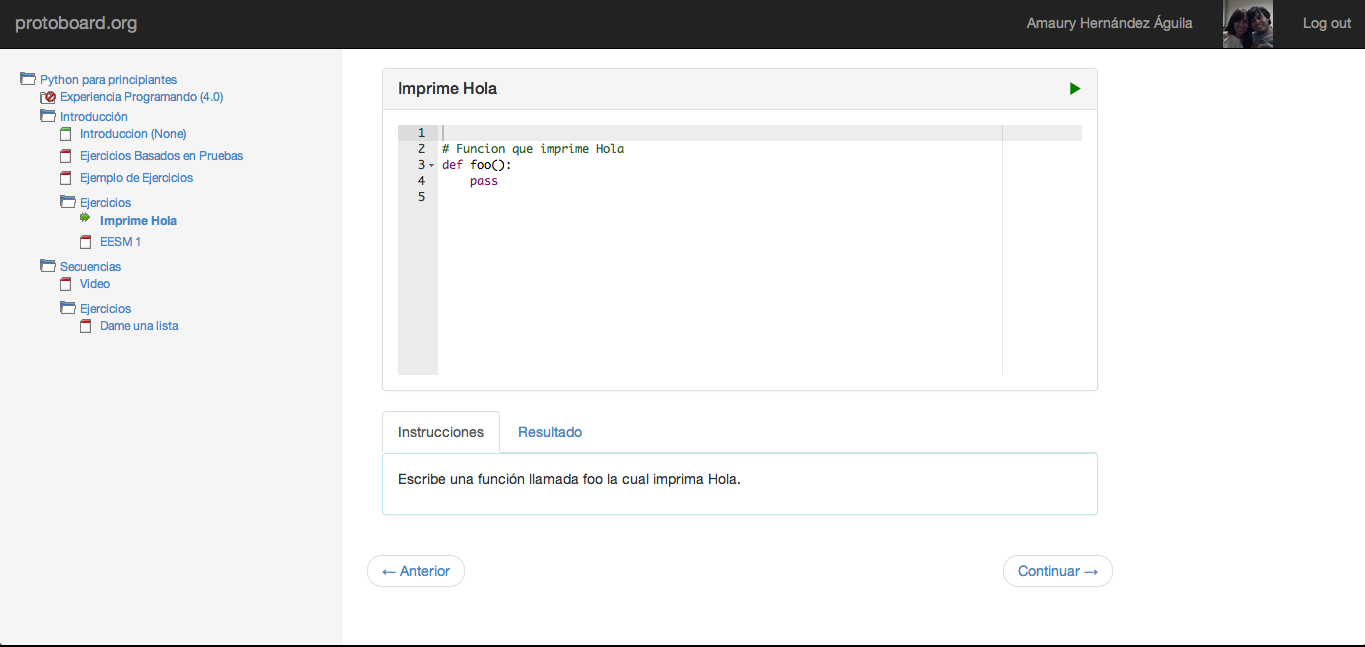 protoboard.org
Amaury Hernández Águila
Log out
Python para principiantes
Experiencia Programando (4.0)
Introducción
Introduccion (None)
Ejercicios Basados en Pruebas
Ejemplo de Ejercicios
Ejercicios
Imprime Hola
EESM 1
Secuencias
Video
Ejercicios
Dame una lista
Imprime Hola
1
2 # Funcion que imprime Hola
3 def foo():
4     pass
5
Instrucciones
Resultado
Escribe una función llamada foo la cual imprima Hola.
← Anterior
Continuar →